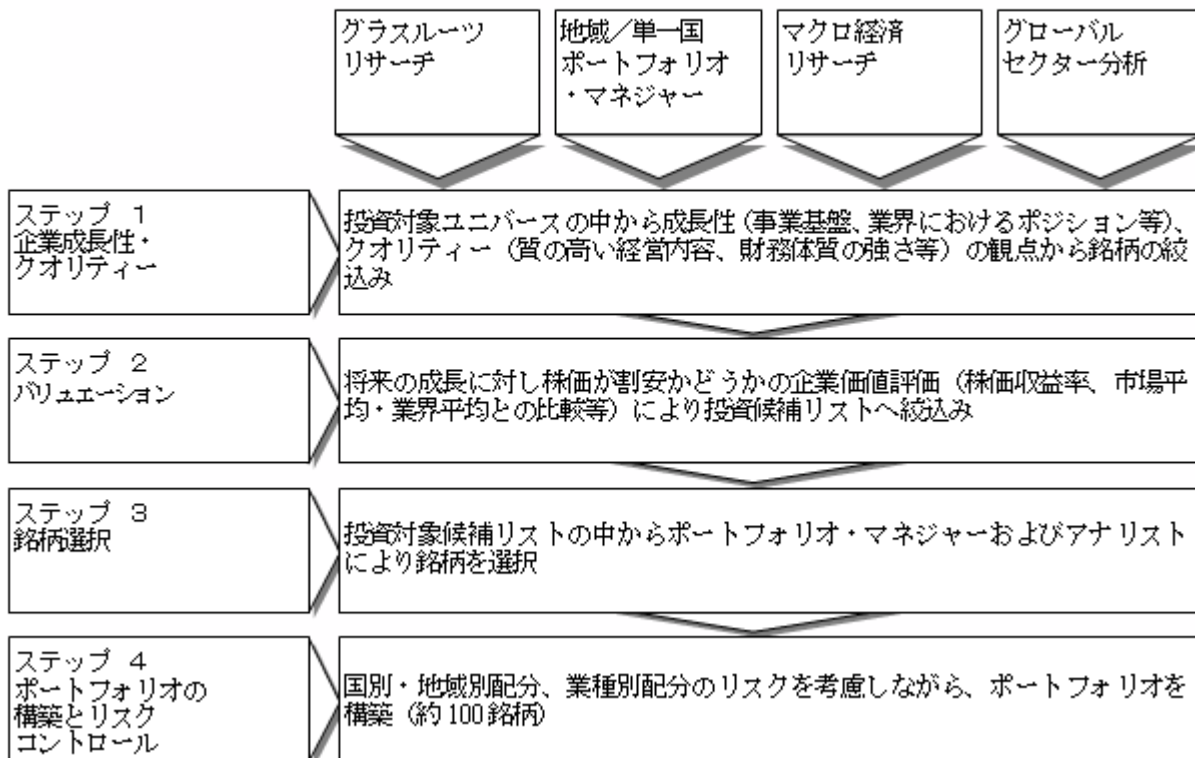 グラスルーツ
リサーチ
地域／単一国
ポートフォリオ
・マネジャー
マクロ経済
リサーチ
グローバル
セクター分析
ステップ 1
企業成長性・
クオリティー
投資対象ユニバースの中から成長性（事業基盤、業界におけるポジション等）、
クオリティー（質の高い経営内容、財務体質の強さ等）の観点から銘柄の絞
込み
ステップ 2
バリュエーション
将来の成長に対し株価が割安かどうかの企業価値評価（株価収益率、市場平
均・業界平均との比較等）により投資候補リストへ絞込み
ステップ 3
銘柄選択
投資対象候補リストの中からポートフォリオ・マネジャーおよびアナリスト
により銘柄を選択
ステップ 4
ポートフォリオの
構築とリスク
コントロール
国別・地域別配分、業種別配分のリスクを考慮しながら、ポートフォリオを
構築（約100銘柄）